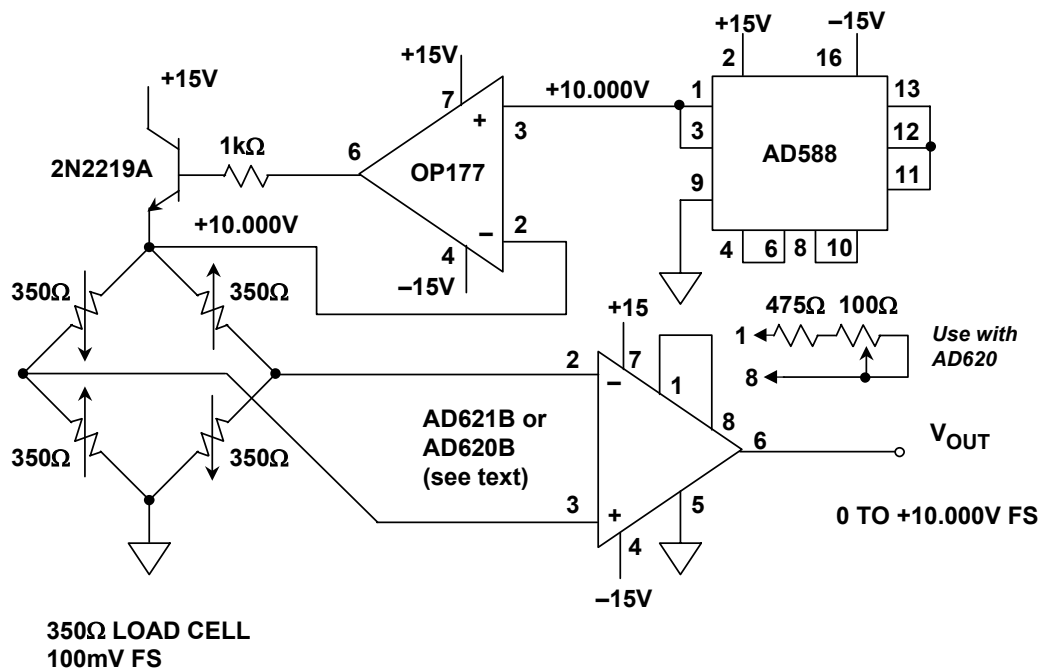 +15V
–15V
2
16
+15V
+15V
7
+10.000V
1
13
+
3
3
12
2N2219A
1kΩ
6
OP177
AD588
11
9
+10.000V
–
2
4
–15V
4
6
8
10
350Ω
350Ω
+15
475Ω
100Ω
7
1
Use with
AD620
2
–
1
8
8
350Ω
350Ω
AD621B or
AD620B
(see text)
6
VOUT
3
+
5
0 TO +10.000V FS
4
–15V
350Ω LOAD CELL
100mV FS